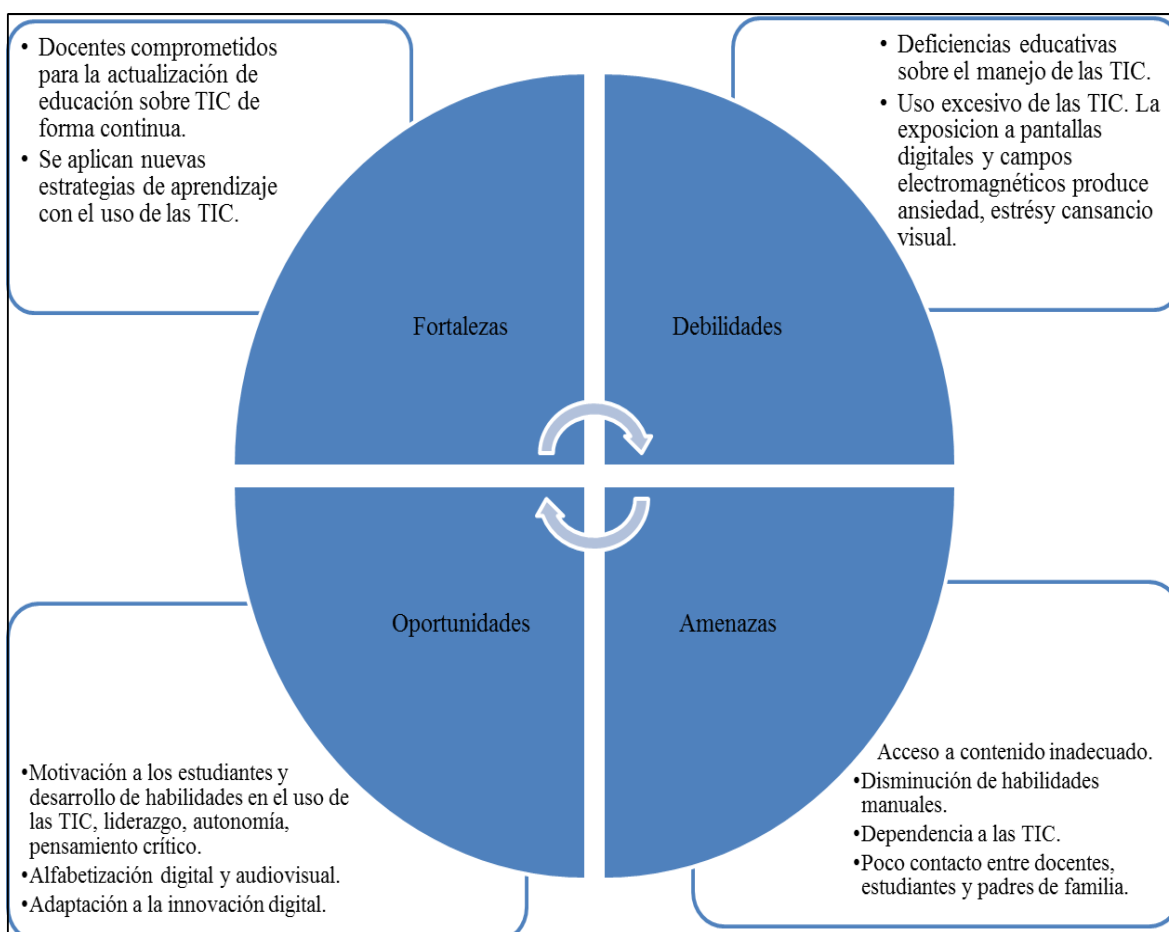 • Docentes comprometidos
para la actualización de
educación sobre TIC de
forma continua.
• Se aplican nuevas
estrategias de aprendizaje
con el uso de las TIC.
• Deficiencias educativas
sobre el manejo de las TIC.
• Uso excesivo de las TIC. La
exposicion a pantallas
digitales y campos
electromagnéticos produce
ansiedad, estrésy cansancio
visual.
Fortalezas
Debilidades
Oportunidades
Amenazas
•Motivación a los estudiantes y
desarrollo de habilidades en el uso de
las TIC, liderazgo, autonomía,
pensamiento crítico.
•Alfabetización digital y audiovisual.
•Adaptación a la innovación digital.
Acceso a contenido inadecuado.
•Disminución de habilidades
manuales.
•Dependencia a las TIC.
•Poco contacto entre docentes,
estudiantes y padres de familia.